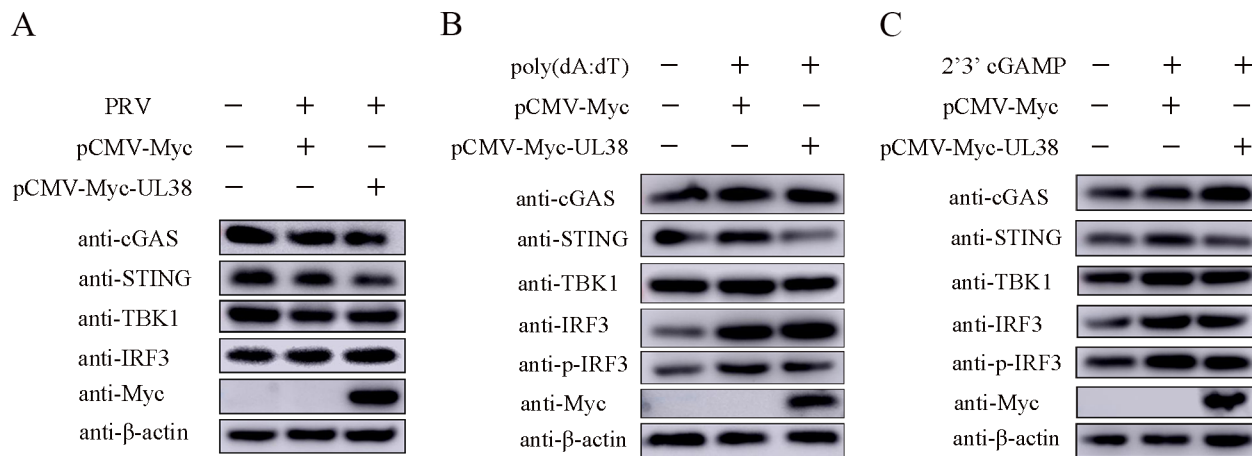 A
PRV − + +
pCMV-Myc − + −
pCMV-Myc-UL38 − − +
anti-cGAS
anti-STING
anti-TBK1
anti-IRF3
anti-Myc
anti-β-actin
B
poly(dA:dT) − + +
pCMV-Myc − + −
pCMV-Myc-UL38 − − +
anti-cGAS
anti-STING
anti-TBK1
anti-IRF3
anti-p-IRF3
anti-Myc
anti-β-actin
C
2'3' cGAMP − + +
pCMV-Myc − + −
pCMV-Myc-UL38 − − +
anti-cGAS
anti-STING
anti-TBK1
anti-IRF3
anti-p-IRF3
anti-Myc
anti-β-actin